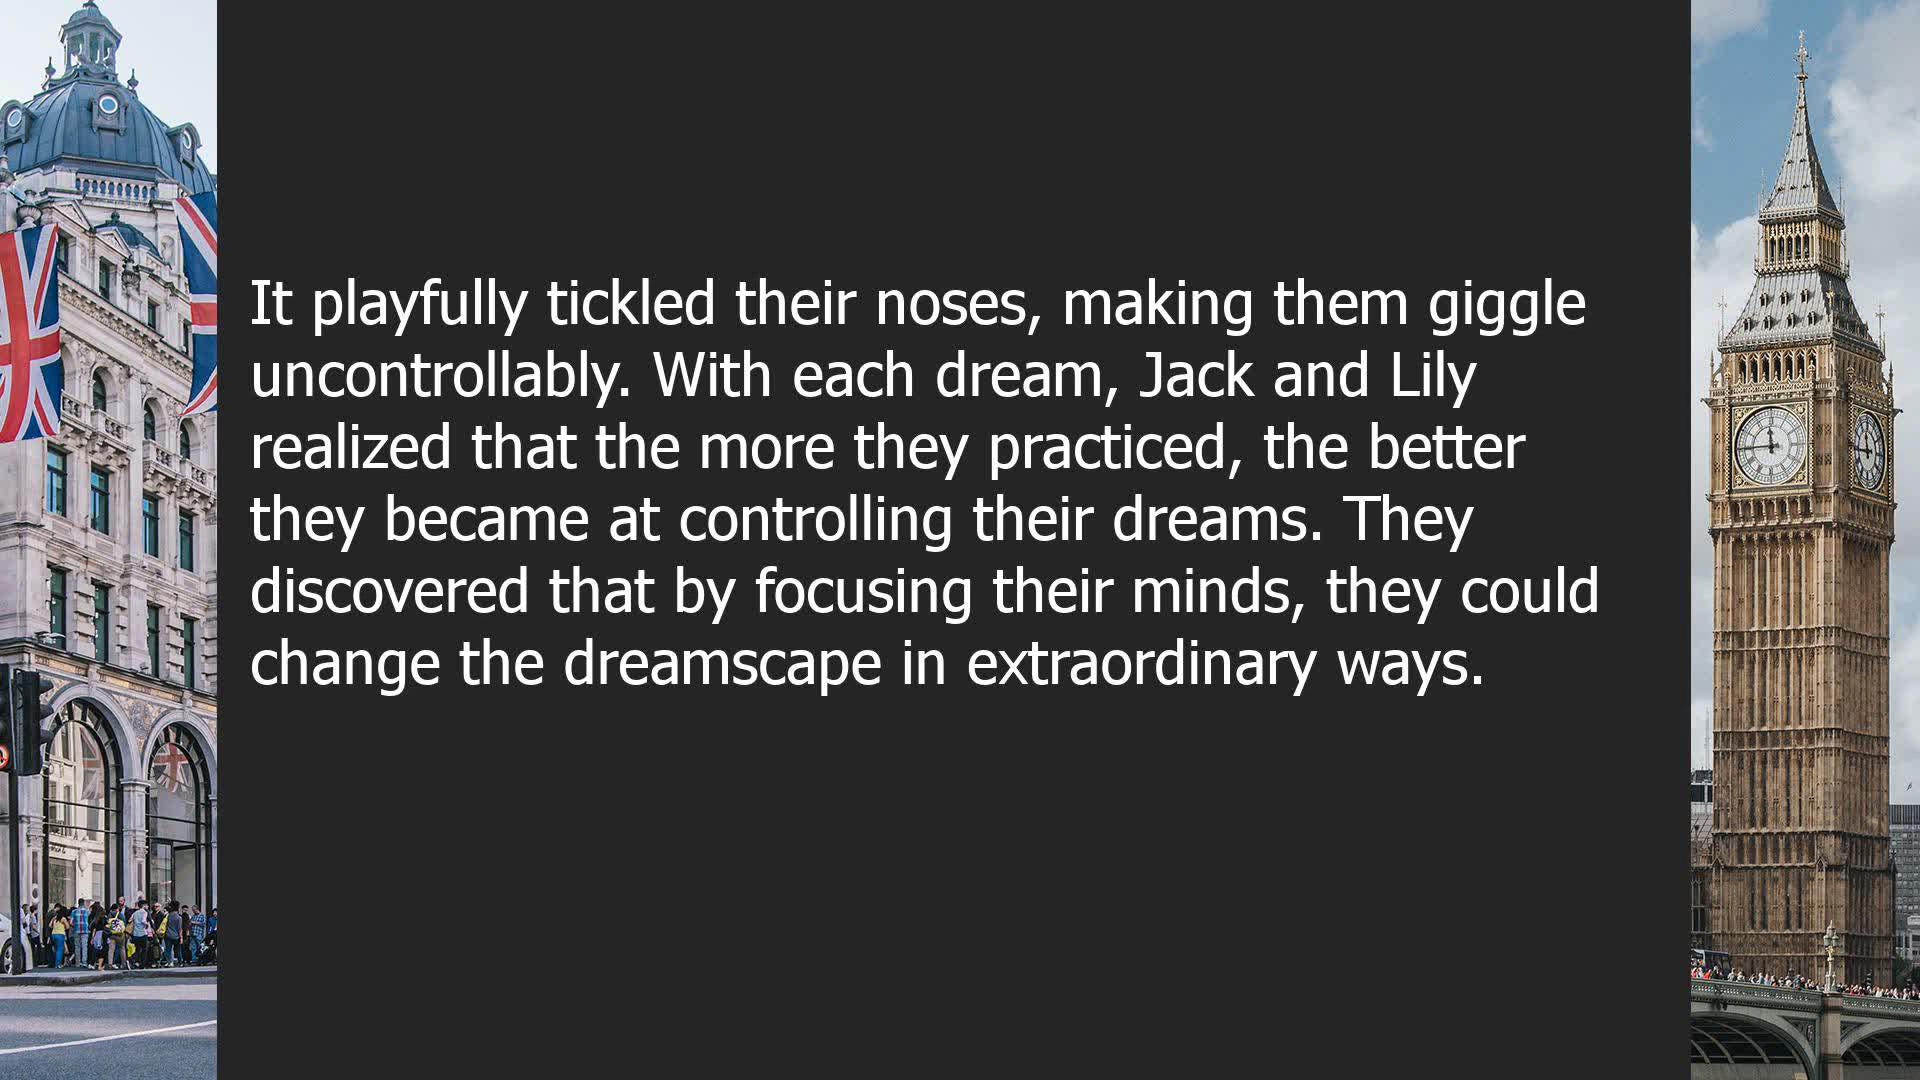 It playfully tickled their noses, making them giggle
uncontrollably. With each dream, Jack and Lily
realized that the more they practiced, the better
they became at controlling their dreams. They
discovered that by focusing their minds, they could
change the dreamscape in extraordinary ways.